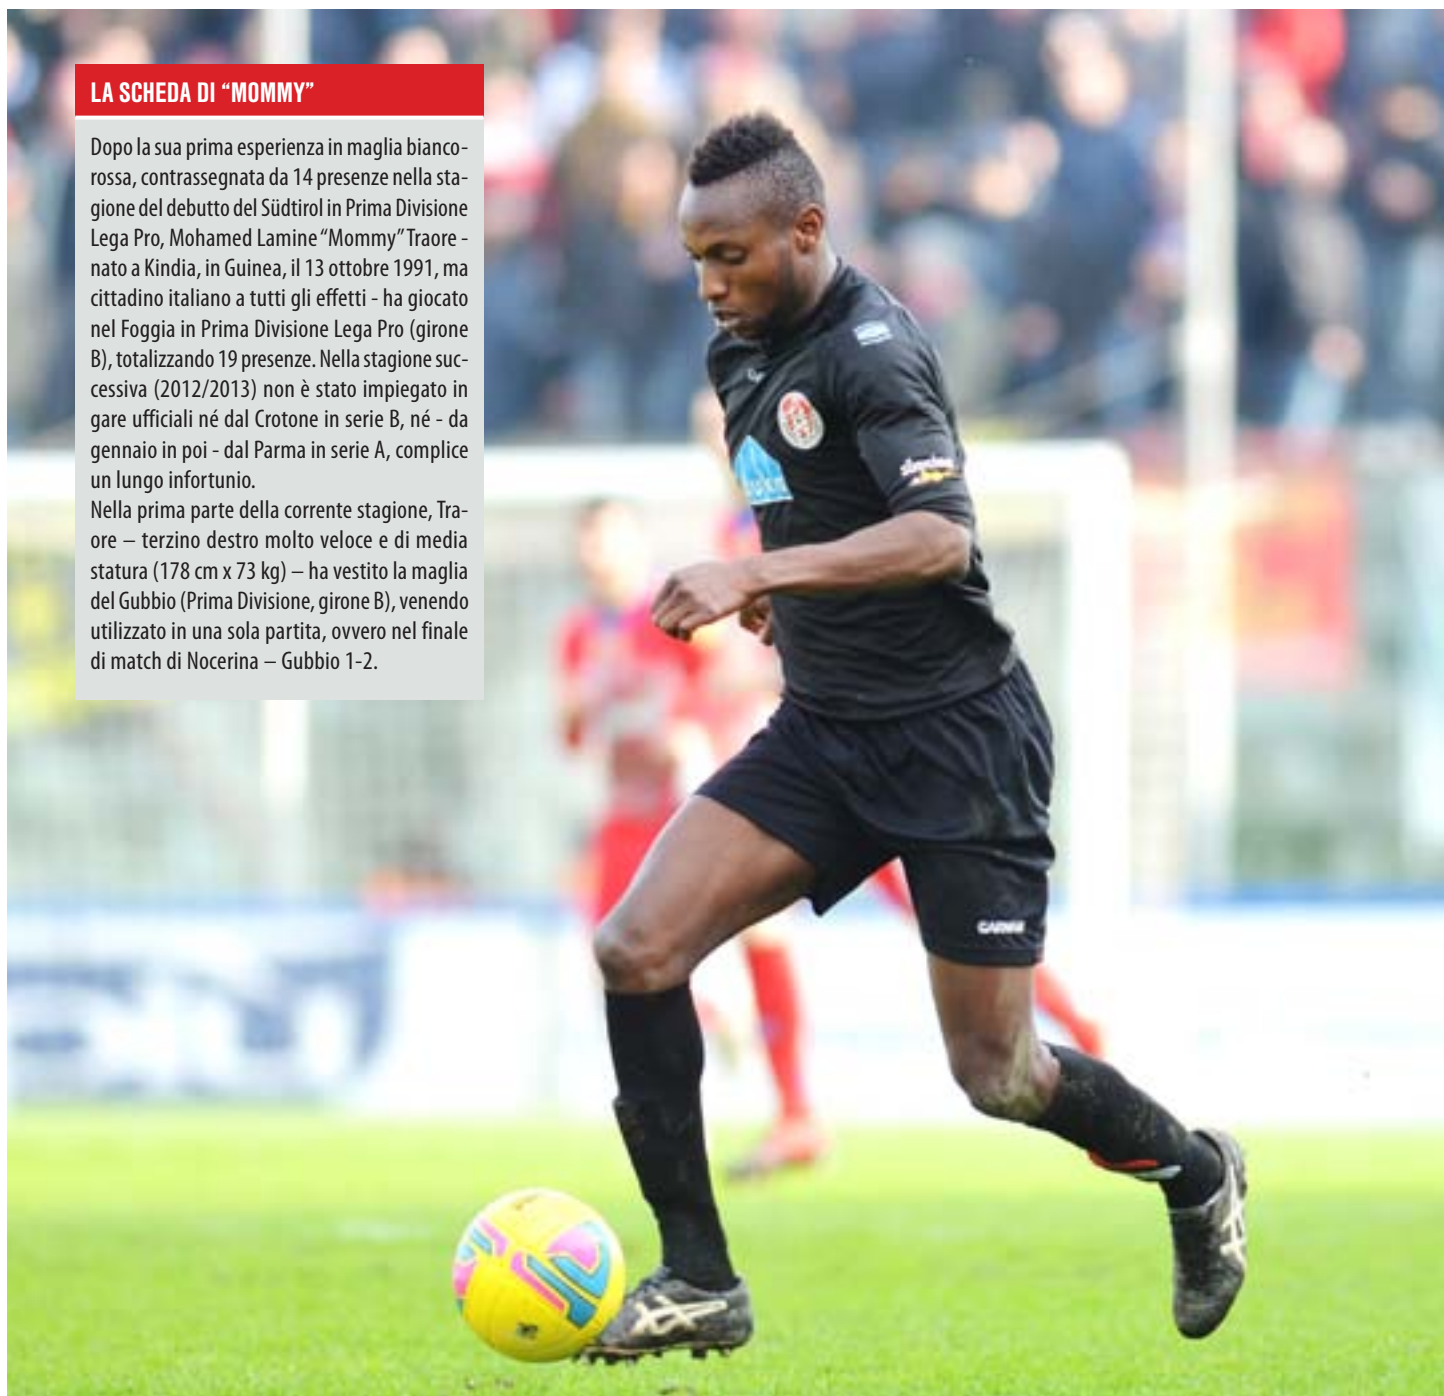 LA SCHEDA DI “MOMMY”
Dopo la sua prima esperienza in maglia bianco-
rossa, contrassegnata da 14 presenze nella sta-
gione del debutto del Südtirol in Prima Divisione
Lega Pro, Mohamed Lamine “Mommy” Traore -
nato a Kindia, in Guinea, il 13 ottobre 1991, ma
cittadino italiano a tutti gli effetti - ha giocato
nel Foggia in Prima Divisione Lega Pro (girone
B), totalizzando 19 presenze. Nella stagione suc-
cessiva (2012/2013) non è stato impiegato in
gare ufficiali né dal Crotone in serie B, né - da
gennaio in poi - dal Parma in serie A, complice
un lungo infortunio.
Nella prima parte della corrente stagione, Tra-
ore – terzino destro molto veloce e di media
statura (178 cm x 73 kg) – ha vestito la maglia
del Gubbio (Prima Divisione, girone B), venendo
utilizzato in una sola partita, ovvero nel finale
di match di Nocerina – Gubbio 1-2.